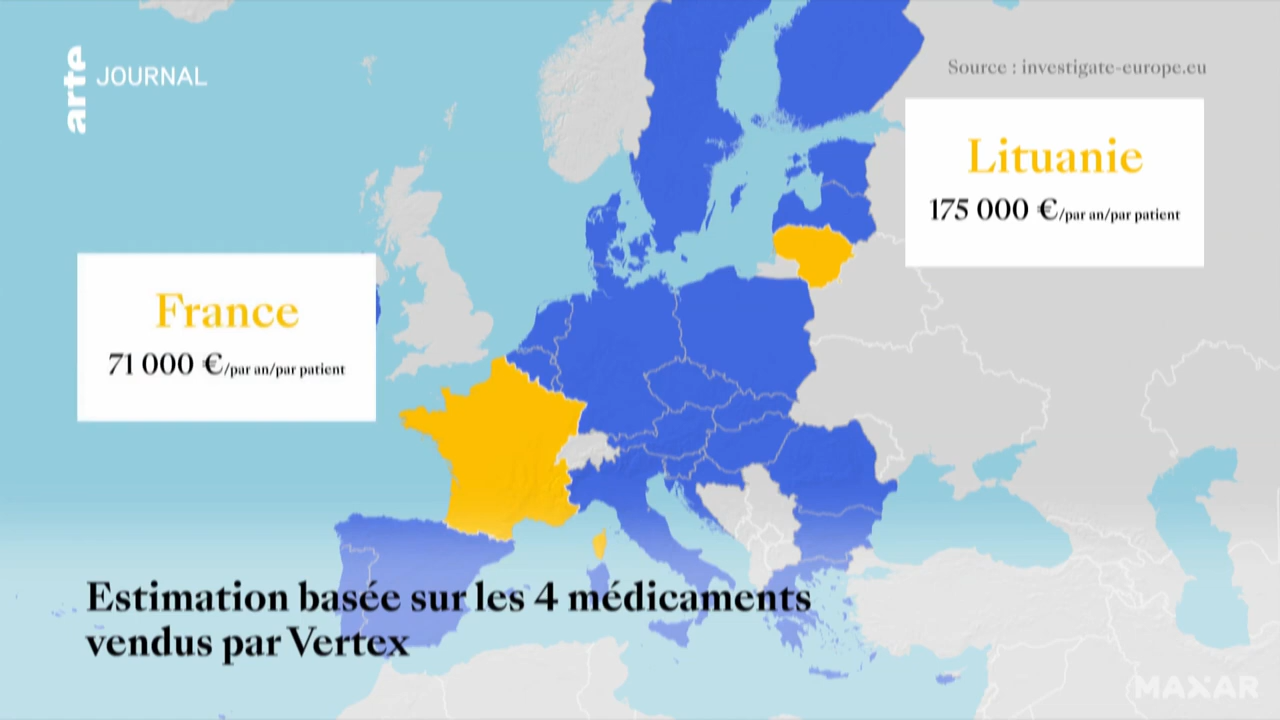 arte JOURNAL
Source : investigate-europe.eu
Lituanie
175 000 €/par an/par patient
France
71 000 €/par an/par patient
Estimation basée sur les 4 médicaments
vendus par Vertex
MAXAR